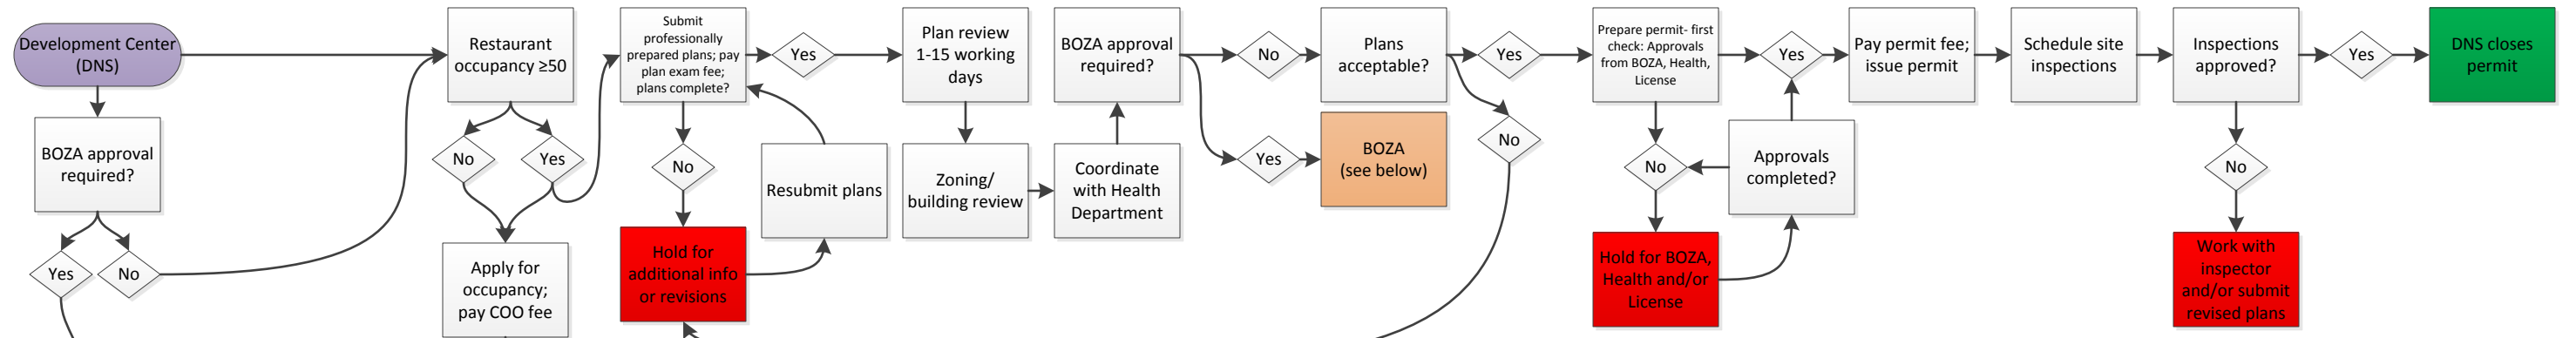 Development Center
(DNS)
BOZA approval
required?
Yes
No
Restaurant
occupancy ≥50
No
Yes
Apply for
occupancy;
pay COO fee
Submit
professionally
prepared plans; pay
plan exam fee;
plans complete?
Yes
No
Hold for
additional info
or revisions
Resubmit plans
Plan review
1-15 working
days
Zoning/
building review
Coordinate
with Health
Department
BOZA approval
required?
No
Yes
BOZA
(see below)
Plans
acceptable?
Yes
No
Prepare permit- first
check: Approvals
from BOZA, Health,
License
Yes
No
Hold for BOZA,
Health and/or
License
Approvals
completed?
Pay permit fee;
issue permit
Schedule site
inspections
Inspections
approved?
Yes
No
Work with
inspector
and/or submit
revised plans
DNS closes
permit